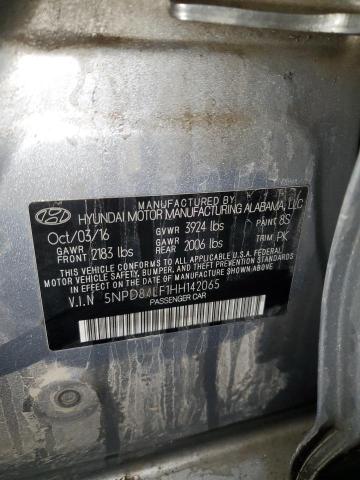 MANUFACTURED BY
HYUNDAI MOTOR MANUFACTURING ALABAMA, LLC
Oct/03/16 GVWR 3924 lbs PAINT 8S
GAWR FRONT 2183 lbs GAWR REAR 2006 lbs TRIM PK
THIS VEHICLE CONFORMS TO ALL APPLICABLE U.S. FEDERAL
MOTOR VEHICLE SAFETY, BUMPER, AND THEFT PREVENTION
STANDARDS IN EFFECT ON THE DATE OF MANUFACTURE SHOWN ABOVE.
V.I.N 5NPD84LF1HH142065
PASSENGER CAR